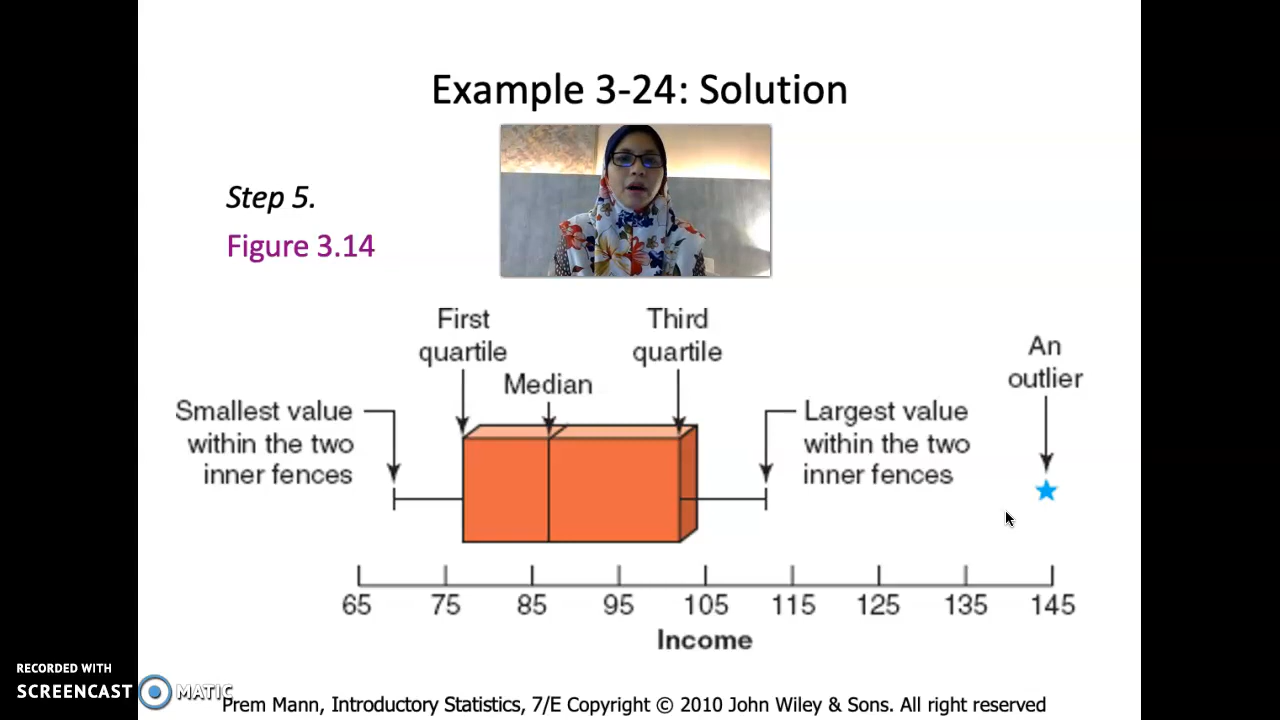 Example 3-24: Solution
Step 5.
Figure 3.14
First
quartile
Third
quartile
Median
An
outlier
Smallest value
within the two
inner fences
Largest value
within the two
inner fences
65 75 85 95 105 115 125 135 145
Income
RECORDED WITH
SCREENCAST MATIC
Prem Mann, Introductory Statistics, 7/E Copyright © 2010 John Wiley & Sons. All right reserved